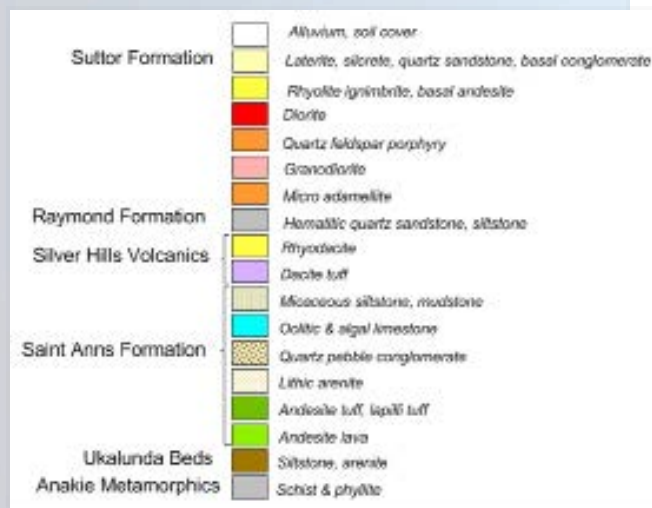 Alluvium, soil cover
Suttor Formation Laterite, silcrete, quartz sandstone, basal conglomerate
Rhyolite ignimbrite, basal andesite
Diorite
Quartz feldspar porphyry
Granodiorite
Micro adamellite
Raymond Formation Hematitic quartz sandstone, siltstone
Silver Hills Volcanics Rhyodacite
Dacite tuff
Micaceous siltstone, mudstone
Oolitic & algal limestone
Saint Anns Formation Quartz pebble conglomerate
Lithic arenite
Andesite tuff, lapilli tuff
Andesite lava
Ukalunda Beds Siltstone, arenite
Anakie Metamorphics Schist & phyllite